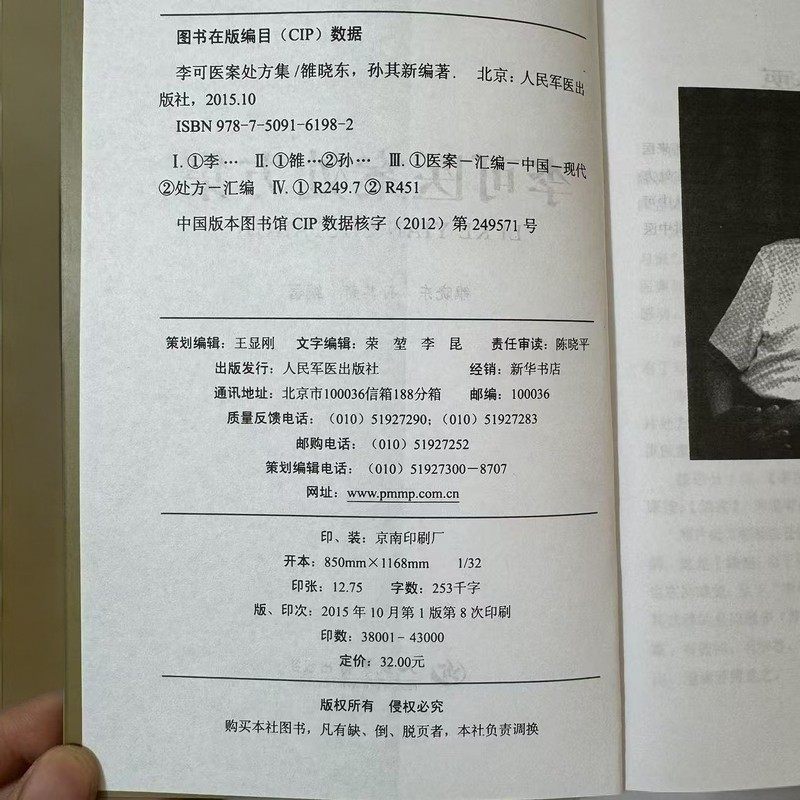 图书在版编目（CIP）数据
李可医案处方集/雒晓东，孙其新编著. 北京：人民军医出
版社，2015.10
ISBN 978-7-5091-6198-2
Ⅰ.①李… Ⅱ.①雒…②孙… Ⅲ.①医案－汇编－中国－现代
②处方－汇编 Ⅳ.①R249.7②R451
中国版本图书馆 CIP 数据核字（2012）第 249571 号
策划编辑：王显刚 文字编辑：荣 堃 李 昆 责任审读：陈晓平
出版发行：人民军医出版社 经销：新华书店
通讯地址：北京市100036信箱188分箱 邮编：100036
质量反馈电话：（010）51927290；（010）51927283
邮购电话：（010）51927252
策划编辑电话：（010）51927300－8707
网址：www.pmmp.com.cn
印、装：京南印刷厂
开本：850mm×1168mm 1/32
印张：12.75 字数：253千字
版、印次：2015年10月第1版第8次印刷
印数：38001－43000
定价：32.00元
版权所有 侵权必究
购买本社图书，凡有缺、倒、脱页者，本社负责调换